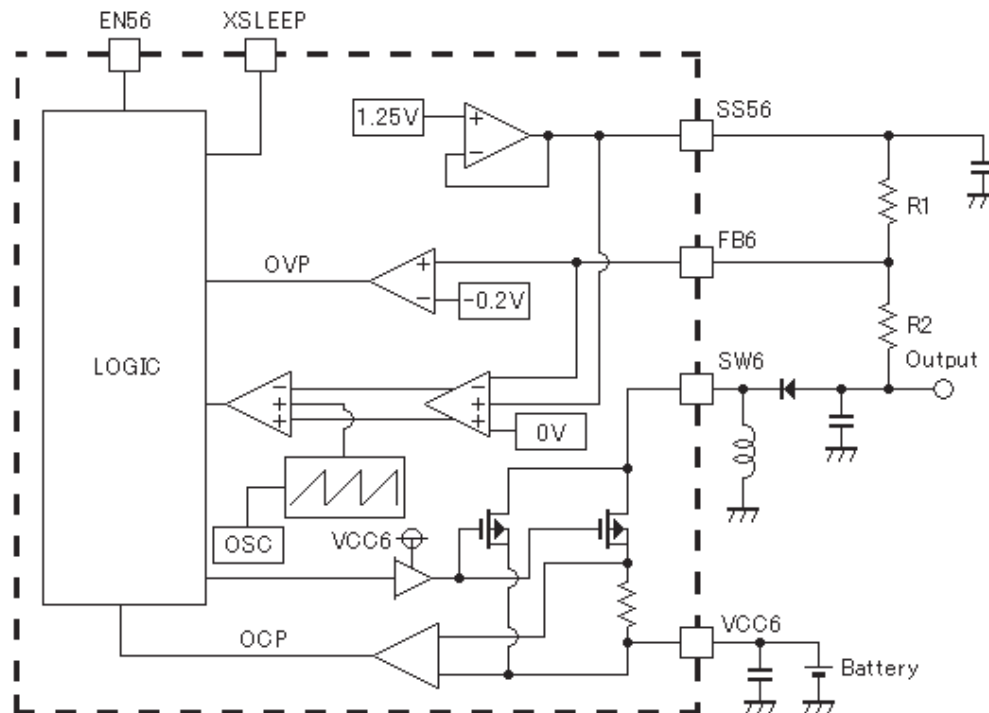 EN56
XSLEEP
1.25V
SS56
R1
FB6
OVP
-0.2V
R2
LOGIC
SW6
Output
0V
OSC
VCC6
OCP
VCC6
Battery